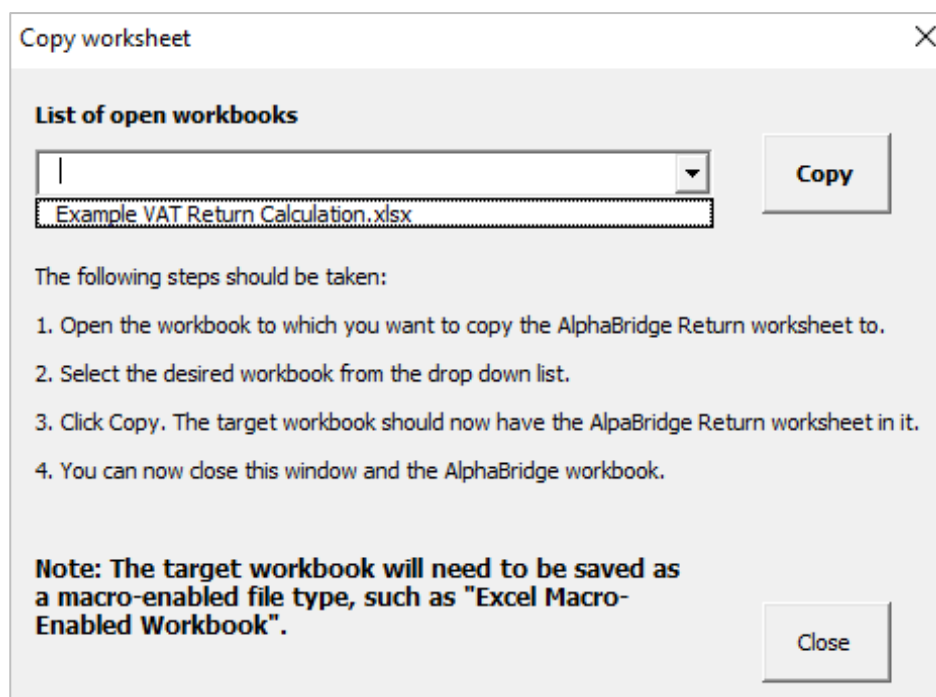 Copy worksheet
List of open workbooks
Copy
Example VAT Return Calculation.xlsx
The following steps should be taken:
1. Open the workbook to which you want to copy the AlphaBridge Return worksheet to.
2. Select the desired workbook from the drop down list.
3. Click Copy. The target workbook should now have the AlpaBridge Return worksheet in it.
4. You can now close this window and the AlphaBridge workbook.
Note: The target workbook will need to be saved as
a macro-enabled file type, such as "Excel Macro-
Enabled Workbook".
Close